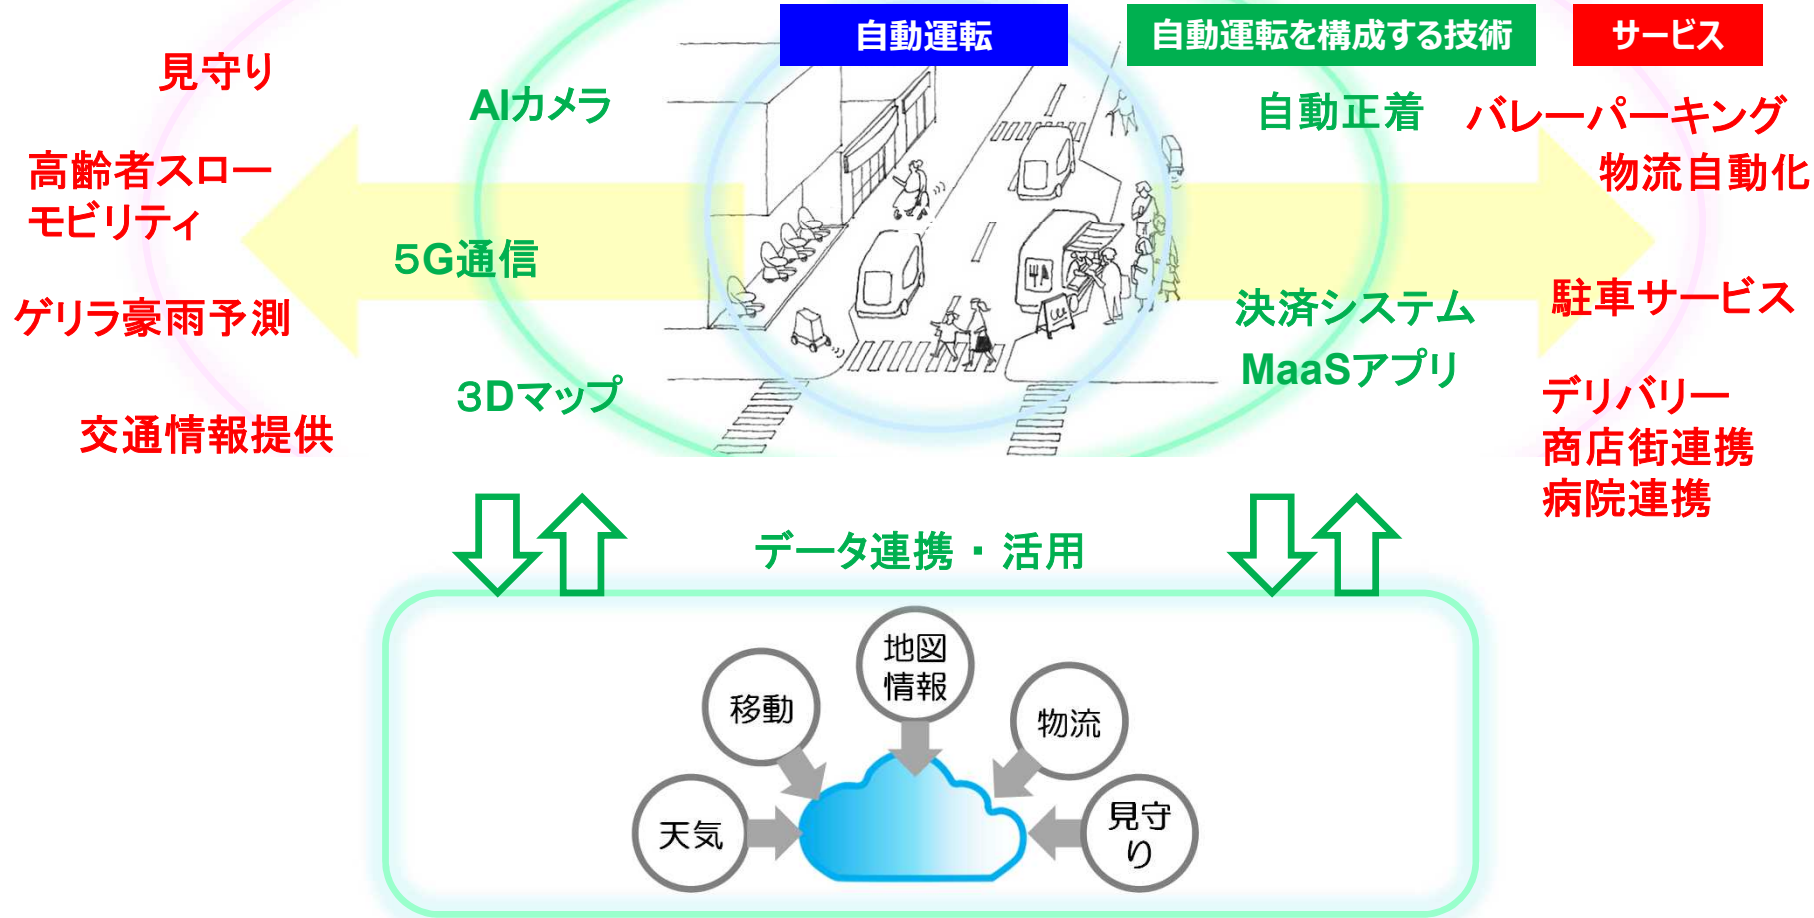 自動運転
自動運転を構成する技術
サービス
見守り
AIカメラ
自動正着
バレーパーキング
高齢者スロー
モビリティ
物流自動化
5G通信
ゲリラ豪雨予測
決済システム
駐車サービス
MaaSアプリ
3Dマップ
交通情報提供
デリバリー
商店街連携
病院連携
データ連携・活用
地図
情報
移動
物流
天気
見守
り